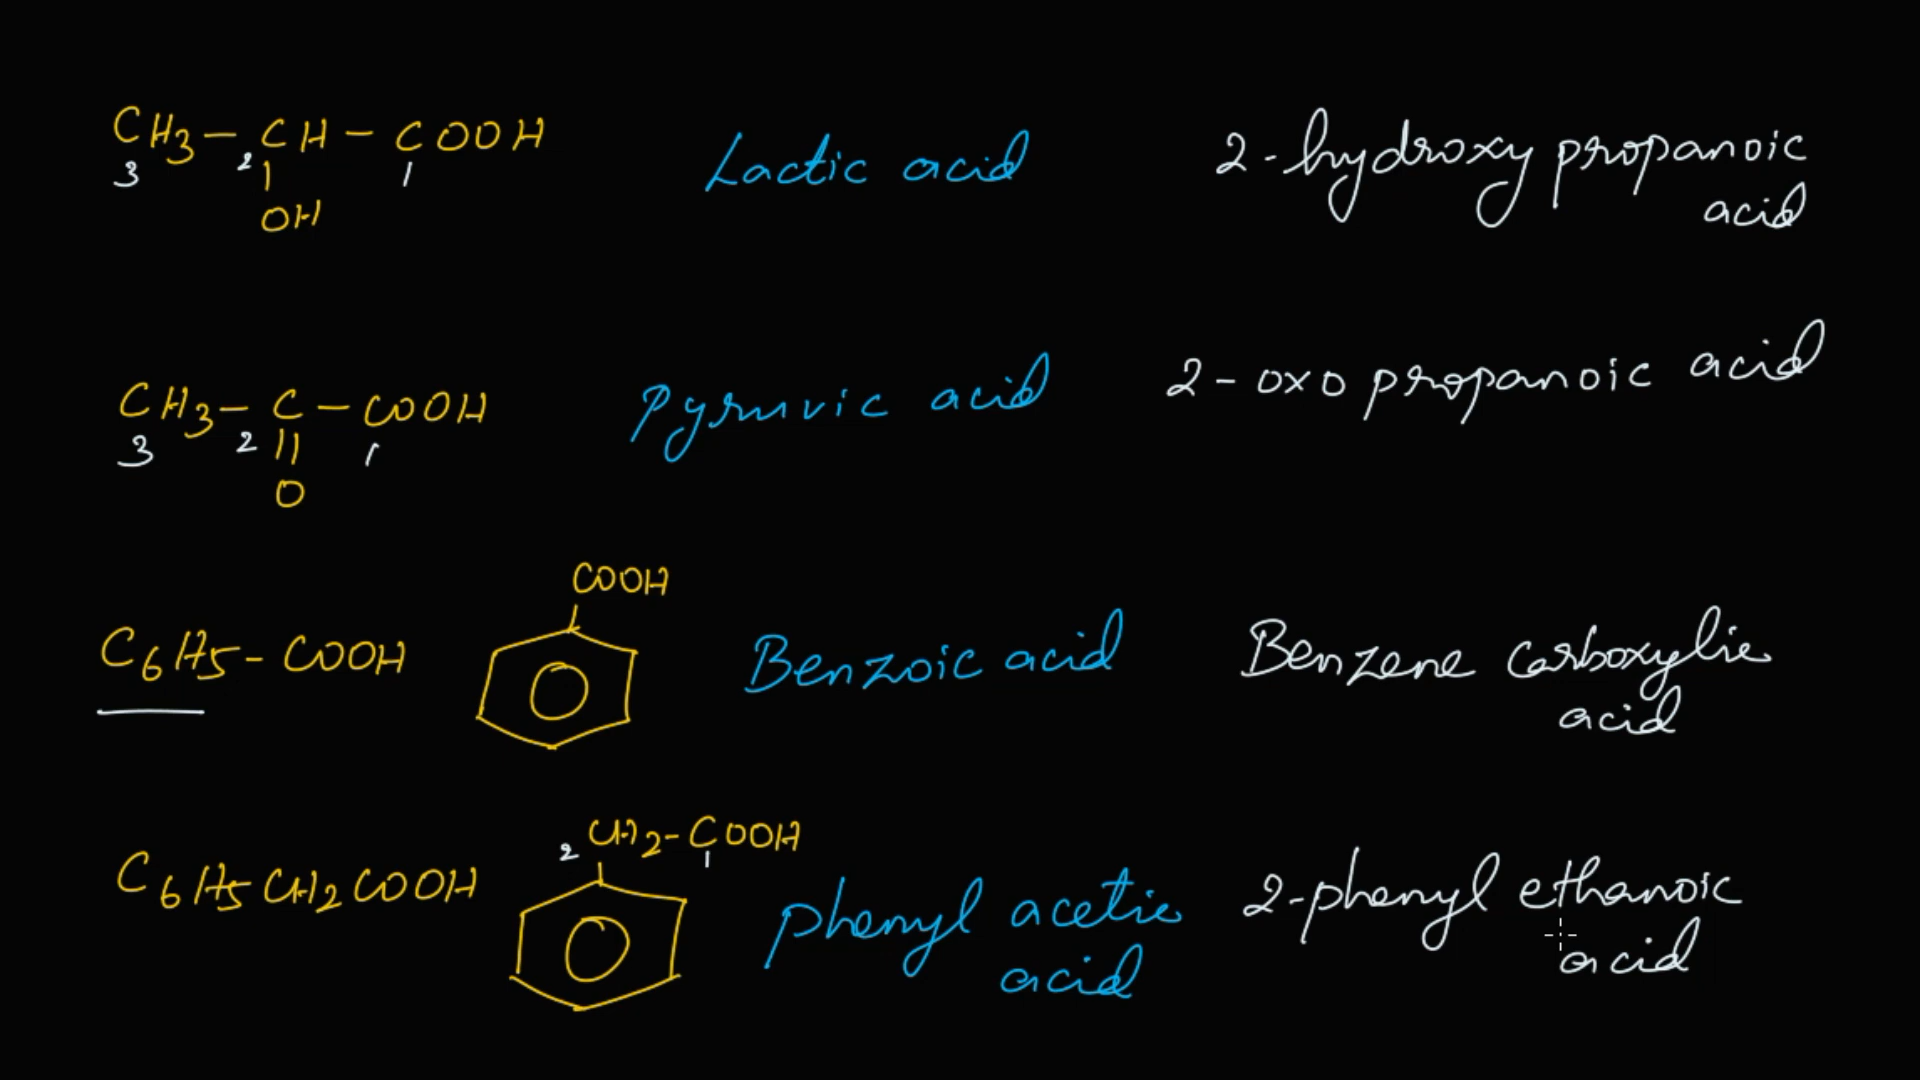 CH3 - CH - COOH Lactic acid 2-hydroxy propanoic
3 2 1
OH acid
CH3 - C - COOH Pyruvic acid 2-oxo propanoic acid
3 2 || 1
O
COOH
C6H5 - COOH Benzoic acid Benzene carboxylic
acid
2 CH2 - COOH
1
C6H5CH2COOH phenyl acetic 2-phenyl ethanoic
acid acid